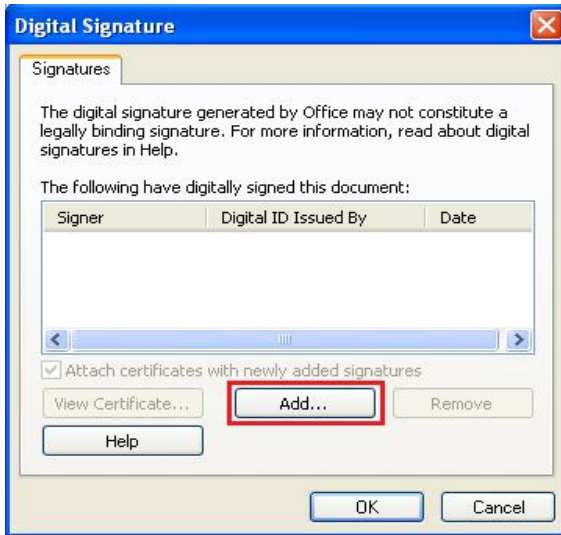 Digital Signature
Signatures
The digital signature generated by Office may not constitute a
legally binding signature. For more information, read about digital
signatures in Help.
The following have digitally signed this document:
Signer Digital ID Issued By Date
Attach certificates with newly added signatures
View Certificate... Add... Remove
Help
OK Cancel